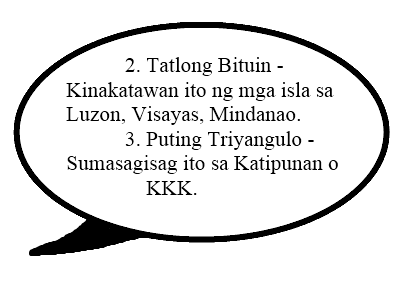 2. Tatlong Bituin -
Kinakatawan ito ng mga isla sa
Luzon, Visayas, Mindanao.
3. Puting Triyangulo -
Sumasagisag ito sa Katipunan o
KKK.